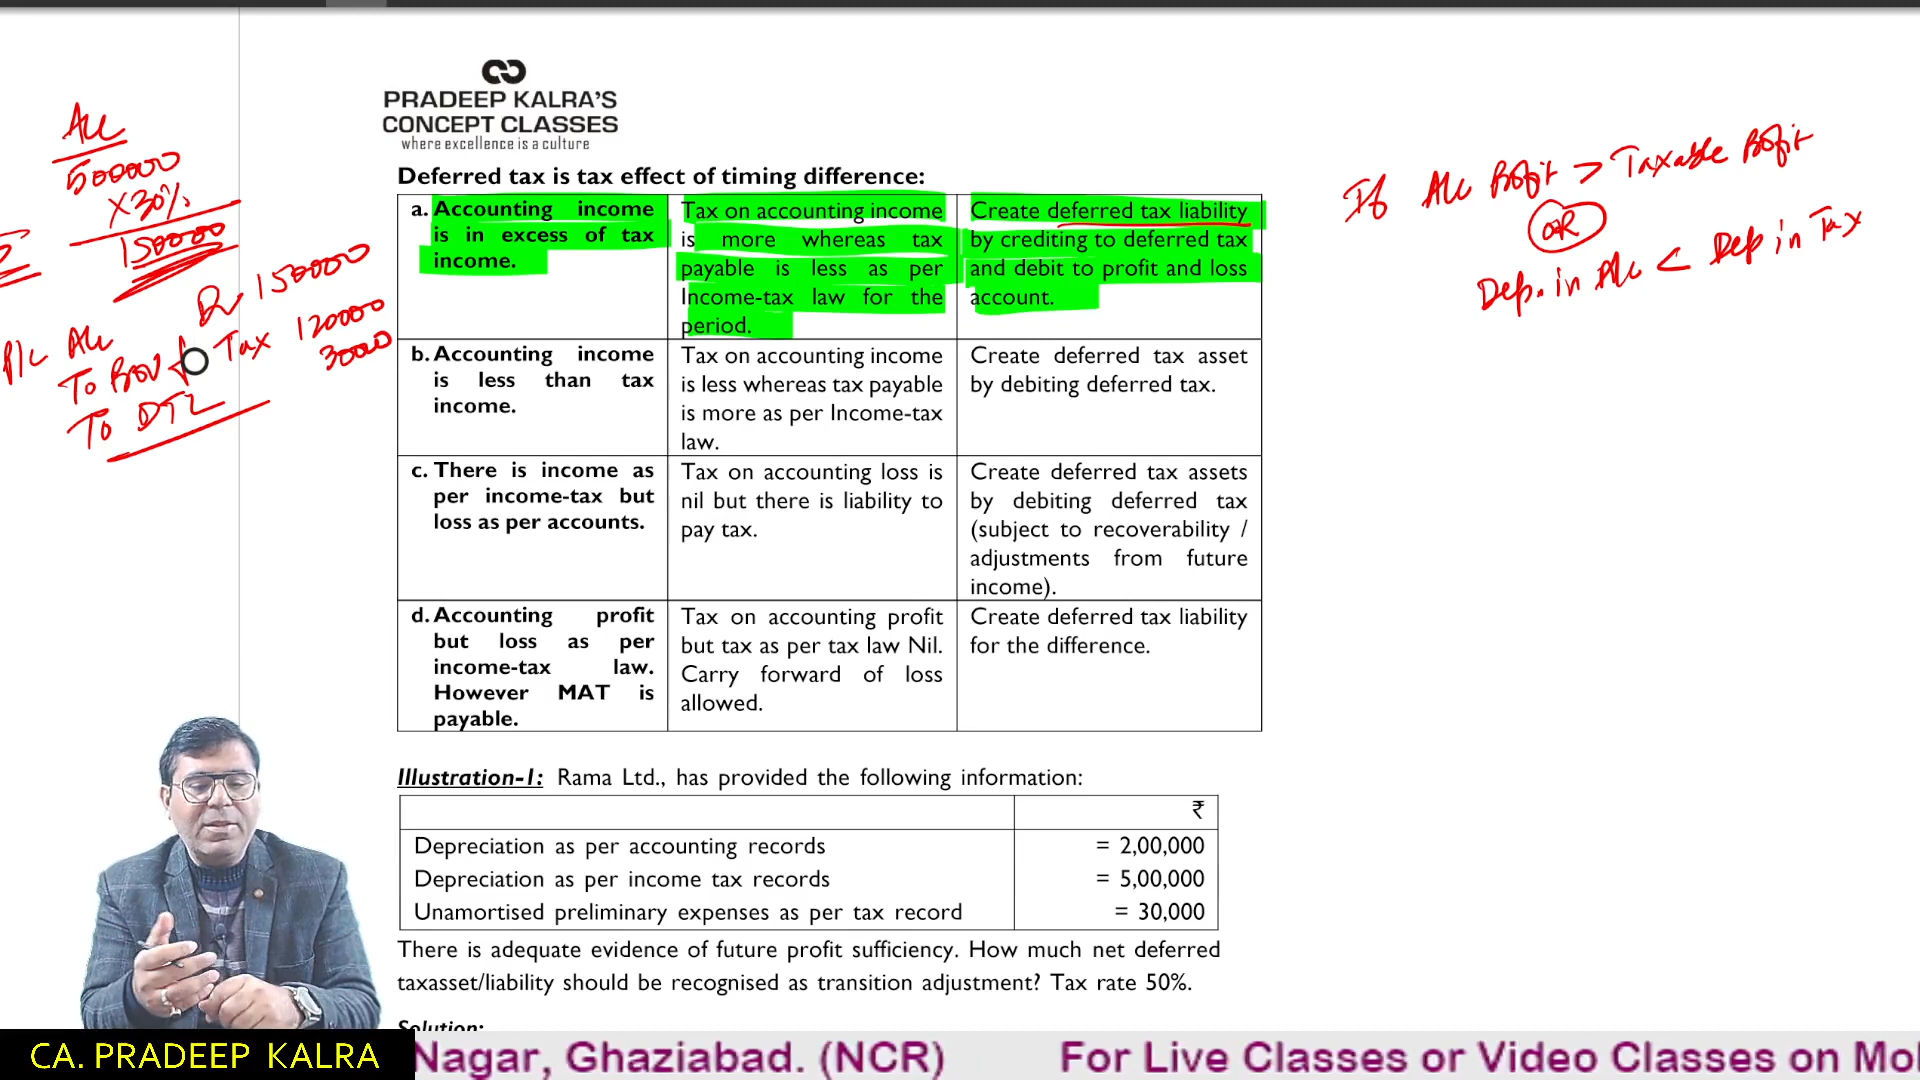 PRADEEP KALRA'S
CONCEPT CLASSES
where excellence is a culture
Acc
500000
×30%
150000
Dr 150000
P/L Acc
To Prov f Tax 120000
To DTL 30000
Deferred tax is tax effect of timing difference:
a. Accounting income
is in excess of tax
income.
Tax on accounting income
is more whereas tax
payable is less as per
Income-tax law for the
period.
Create deferred tax liability
by crediting to deferred tax
and debit to profit and loss
account.
b. Accounting income
is less than tax
income.
Tax on accounting income
is less whereas tax payable
is more as per Income-tax
law.
Create deferred tax asset
by debiting deferred tax.
c. There is income as
per income-tax but
loss as per accounts.
Tax on accounting loss is
nil but there is liability to
pay tax.
Create deferred tax assets
by debiting deferred tax
(subject to recoverability /
adjustments from future
income).
d. Accounting profit
but loss as per
income-tax law.
However MAT is
payable.
Tax on accounting profit
but tax as per tax law Nil.
Carry forward of loss
allowed.
Create deferred tax liability
for the difference.
If Acc Profit > Taxable Profit
OR
Dep. in Acc < Dep in Tax
Illustration-1: Rama Ltd., has provided the following information:
₹
Depreciation as per accounting records = 2,00,000
Depreciation as per income tax records = 5,00,000
Unamortised preliminary expenses as per tax record = 30,000
There is adequate evidence of future profit sufficiency. How much net deferred
taxasset/liability should be recognised as transition adjustment? Tax rate 50%.
Solution:
CA. PRADEEP KALRA
Nagar, Ghaziabad. (NCR) For Live Classes or Video Classes on Mo